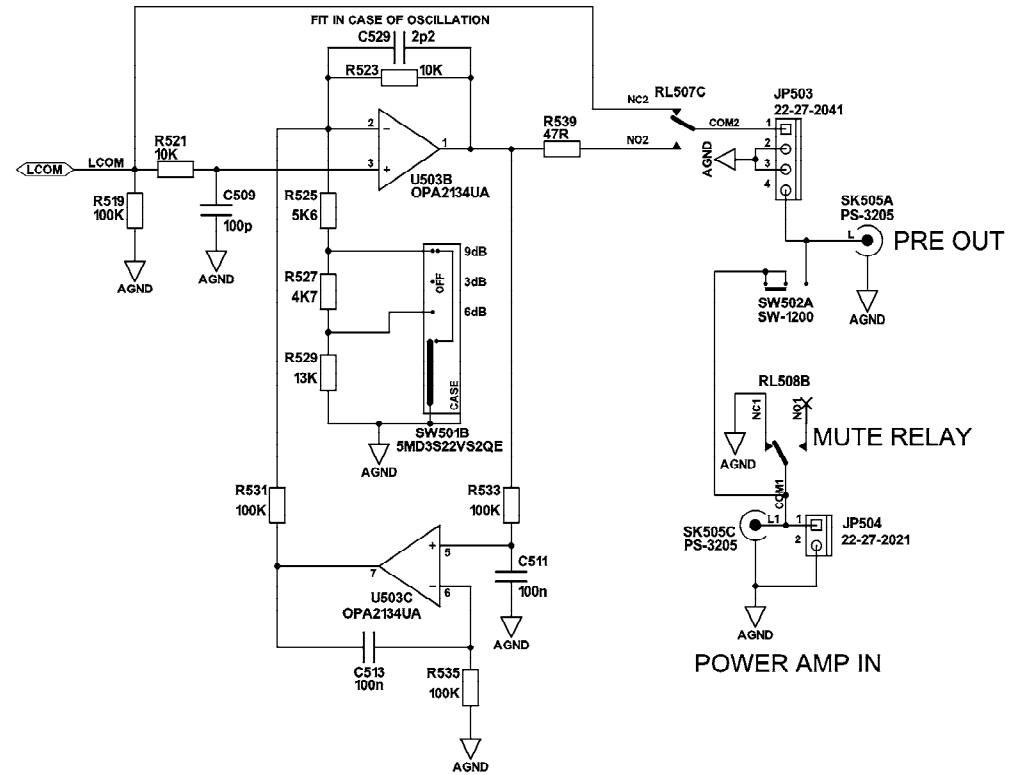 FIT IN CASE OF OSCILLATION
C529 2p2
R523 10K
RL507C
JP503
22-27-2041
NC2
COM2
NO2
1
2
3
4
AGND
R539
47R
2
3
1
−
+
U503B
OPA2134UA
R521
10K
LCOM
LCOM
R519
100K
C509
100p
AGND
AGND
R525
5K6
R527
4K7
R529
13K
9dB
3dB
6dB
OFF
CASE
SW501B
5MD3S22VS2QE
AGND
SK505A
PS-3205
L
PRE OUT
AGND
SW502A
SW-1200
RL508B
NC1
NO1
AGND
MUTE RELAY
COM1
R531
100K
R533
100K
SK505C
PS-3205
L1
1
2
JP504
22-27-2021
+
5
−
6
7
U503C
OPA2134UA
C511
100n
AGND
AGND
C513
100n
R535
100K
POWER AMP IN
AGND